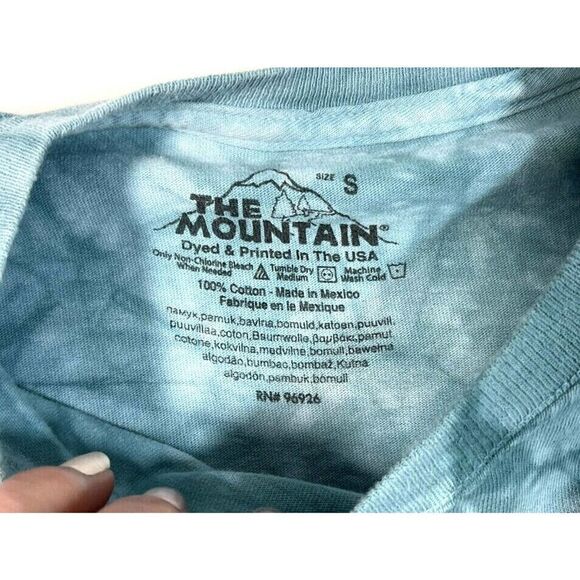 SIZE S
THE
MOUNTAIN®
Dyed & Printed In The USA
Only Non-Chlorine Bleach When Needed Tumble Dry Medium Machine Wash Cold
100% Cotton - Made in Mexico
Fabrique en le Mexique
памук,pamuk,bavlna,bomuld,katoen,puuvill,
puuvillaa,coton,Baumwolle,βαμβάκι,pamut
cotone,kokvilna,medvilne,bomull,bawełna
algodão,bumbac,bombaž,Kutna
algodón,pambuk,bomull
RN# 96926